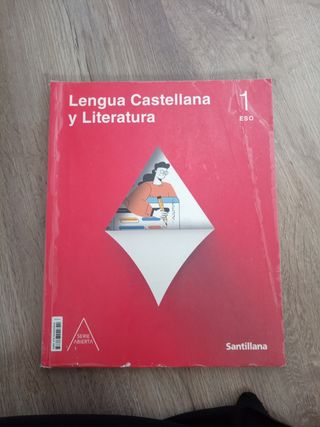 Lengua Castellana
y Literatura
1
ESO
SERIE
ABIERTA
Santillana